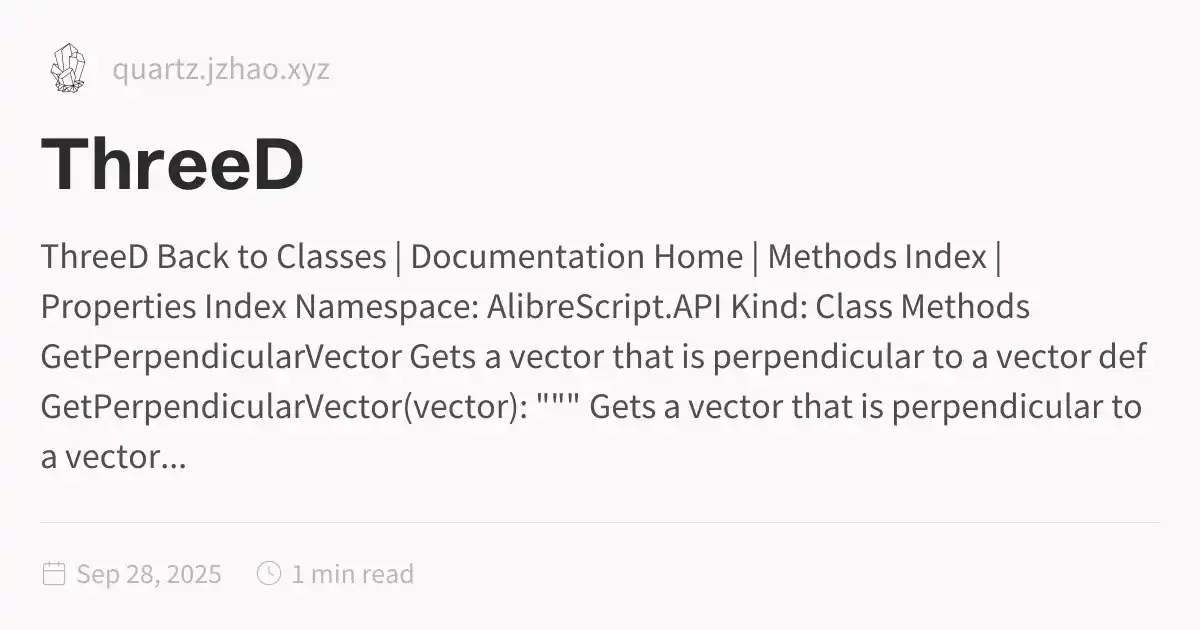 quartz.jzhao.xyz
ThreeD
ThreeD Back to Classes | Documentation Home | Methods Index |
Properties Index Namespace: AlibreScript.API Kind: Class Methods
GetPerpendicularVector Gets a vector that is perpendicular to a vector def
GetPerpendicularVector(vector): """ Gets a vector that is perpendicular to
a vector...
Sep 28, 2025 1 min read